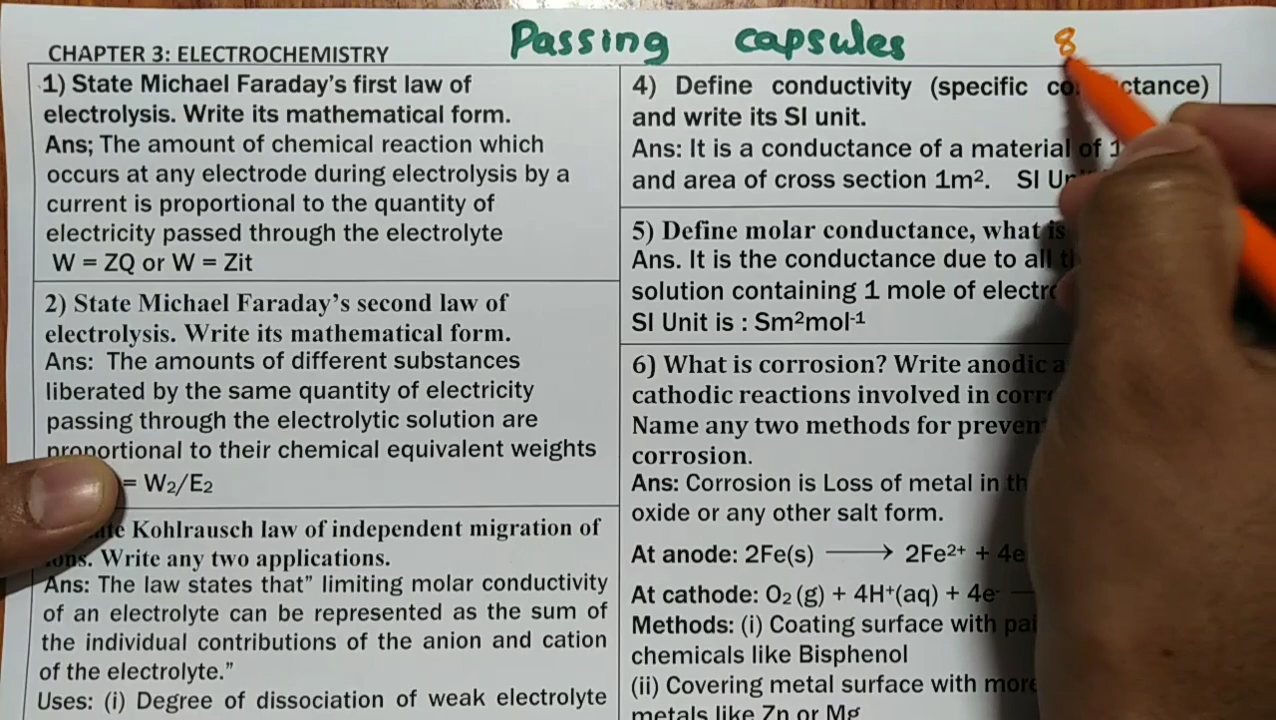 Passing capsules 8
CHAPTER 3: ELECTROCHEMISTRY
1) State Michael Faraday's first law of
electrolysis. Write its mathematical form.
Ans; The amount of chemical reaction which
occurs at any electrode during electrolysis by a
current is proportional to the quantity of
electricity passed through the electrolyte
W = ZQ or W = Zit
2) State Michael Faraday's second law of
electrolysis. Write its mathematical form.
Ans: The amounts of different substances
liberated by the same quantity of electricity
passing through the electrolytic solution are
proportional to their chemical equivalent weights
= W₂/E₂
Kohlrausch law of independent migration of
ions. Write any two applications.
Ans: The law states that” limiting molar conductivity
of an electrolyte can be represented as the sum of
the individual contributions of the anion and cation
of the electrolyte.”
Uses: (i) Degree of dissociation of weak electrolyte
4) Define conductivity (specific
and write its SI unit.
Ans: It is a conductance of a material of 1
and area of cross section 1m². SI
5) Define molar conductance, what is
Ans. It is the conductance due to all
solution containing 1 mole of
SI Unit is : Sm²mol⁻¹
6) What is corrosion? Write anodic
cathodic reactions involved in
Name any two methods for
corrosion.
Ans: Corrosion is Loss of metal in
oxide or any other salt form.
At anode: 2Fe(s) ⟶ 2Fe²⁺ + 4e
At cathode: O₂ (g) + 4H⁺(aq) + 4e⁻
Methods: (i) Coating surface with
chemicals like Bisphenol
(ii) Covering metal surface with more
metals like Zn or Mg